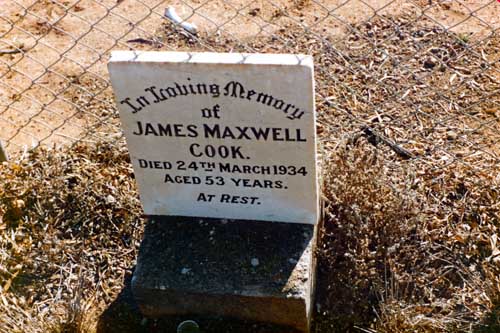 In Loving Memory
of
JAMES MAXWELL
COOK.
DIED 24TH MARCH 1934
AGED 53 YEARS.
AT REST.